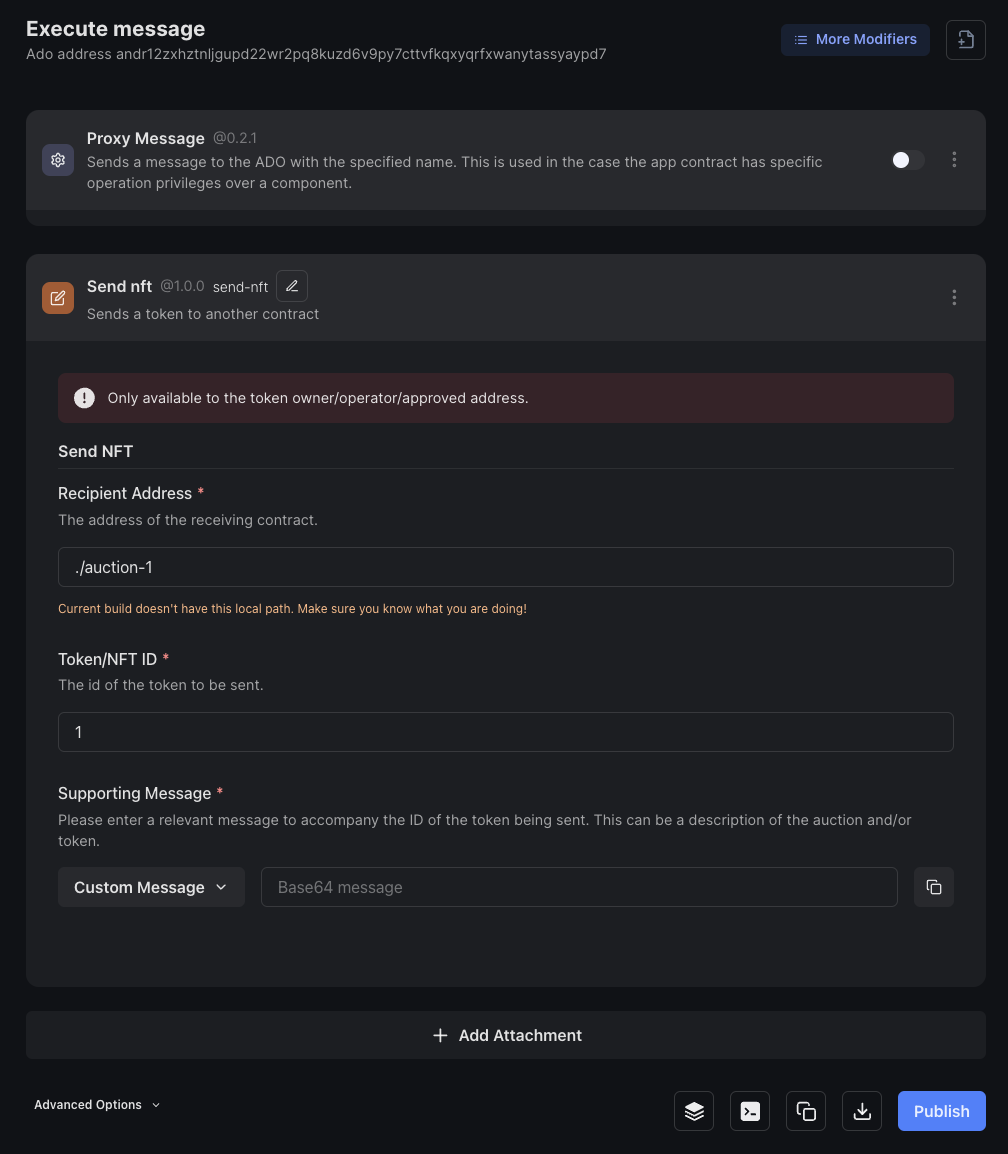 Execute message
Ado address andr12zxhztnljgupd22wr2pq8kuzd6v9py7cttvfkqxyqrfxwanytassyaypd7
More Modifiers
Proxy Message @0.2.1
Sends a message to the ADO with the specified name. This is used in the case the app contract has specific
operation privileges over a component.
Send nft @1.0.0 send-nft
Sends a token to another contract
Only available to the token owner/operator/approved address.
Send NFT
Recipient Address *
The address of the receiving contract.
./auction-1
Current build doesn't have this local path. Make sure you know what you are doing!
Token/NFT ID *
The id of the token to be sent.
1
Supporting Message *
Please enter a relevant message to accompany the ID of the token being sent. This can be a description of the auction and/or
token.
Custom Message
Base64 message
Add Attachment
Advanced Options
Publish